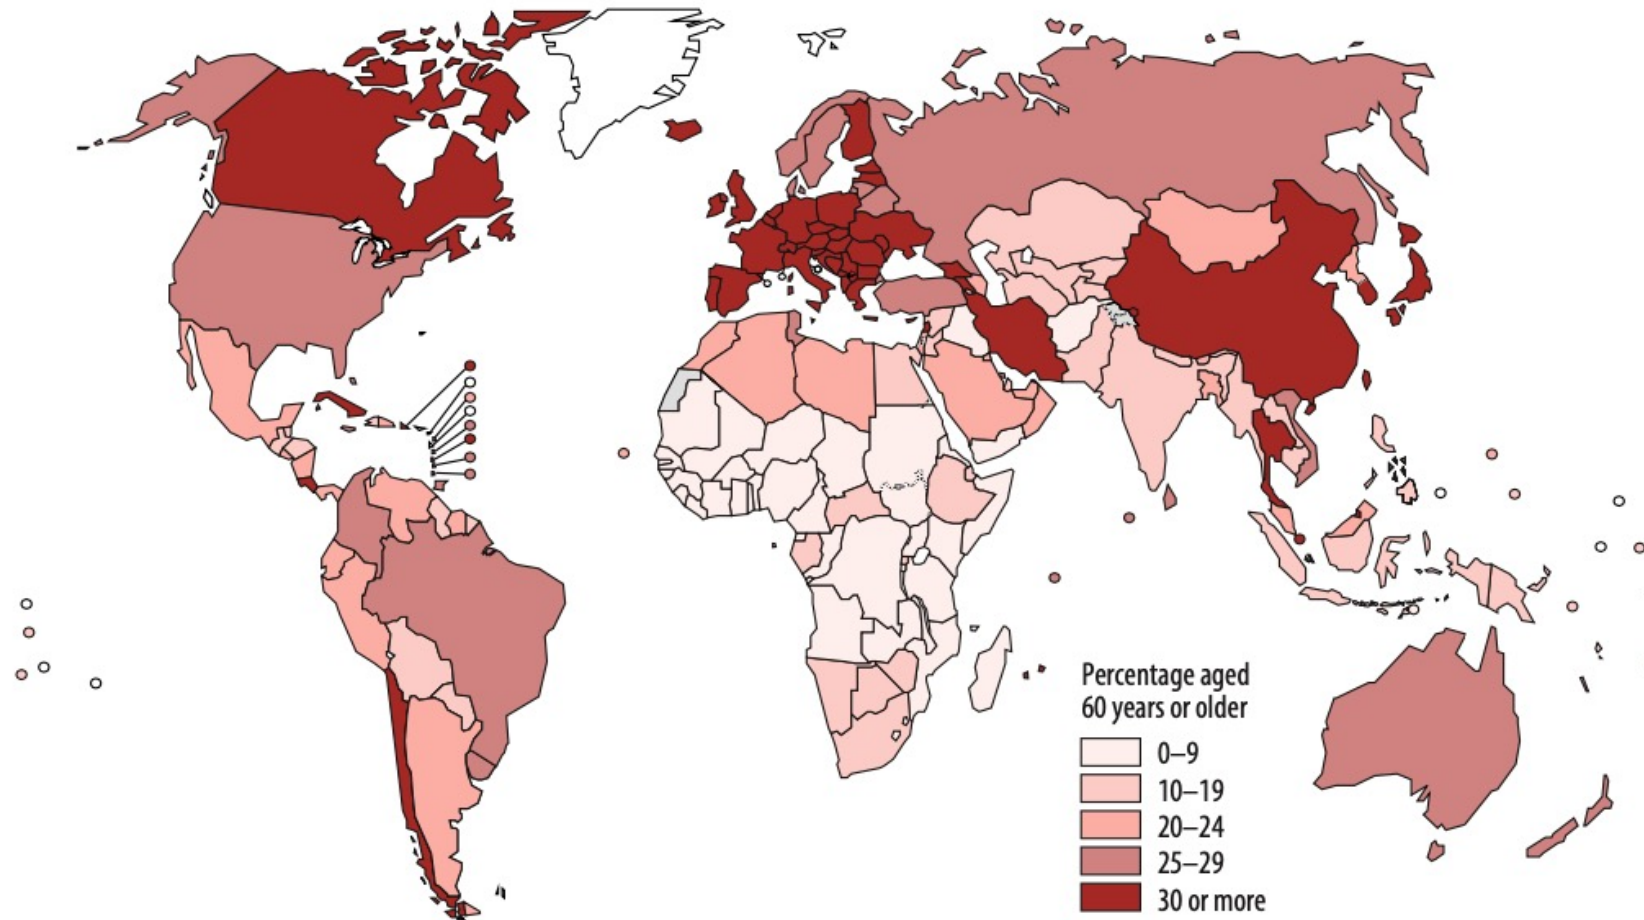 Percentage aged
60 years or older
0–9
10–19
20–24
25–29
30 or more